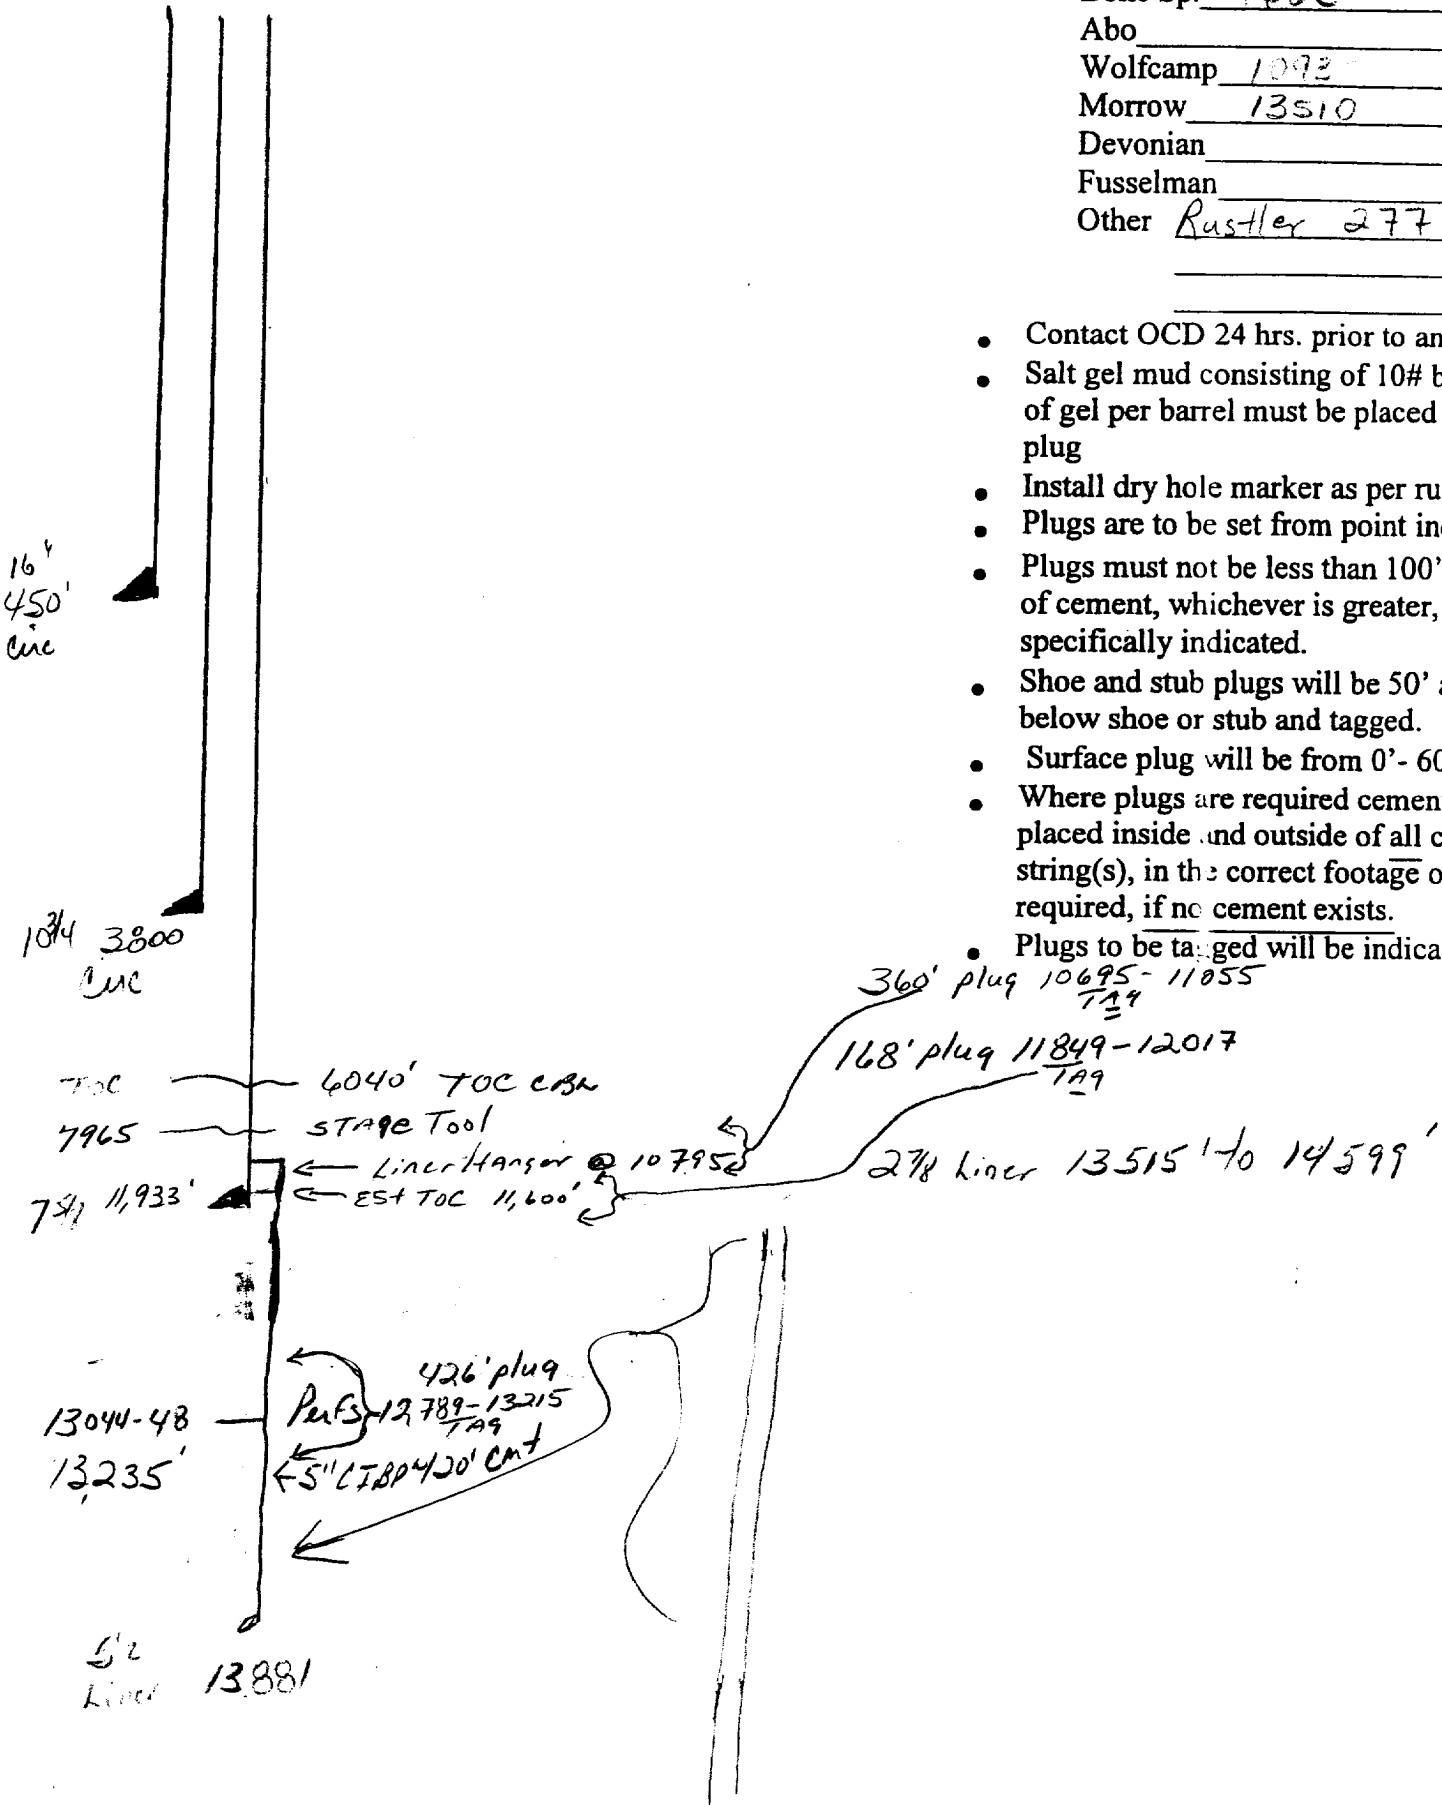 Abo
Wolfcamp 1093
Morrow 13510
Devonian
Fusselman
Other Rustler 277
• Contact OCD 24 hrs. prior to an
• Salt gel mud consisting of 10# b
of gel per barrel must be placed
plug
• Install dry hole marker as per ru
• Plugs are to be set from point in
• Plugs must not be less than 100'
of cement, whichever is greater,
specifically indicated.
• Shoe and stub plugs will be 50'
below shoe or stub and tagged.
• Surface plug will be from 0'- 60
• Where plugs are required cemen
placed inside and outside of all c
string(s), in the correct footage o
required, if no cement exists.
• Plugs to be tagged will be indica
16"
450'
circ
10 3/4 3800
Circ
360' plug 10695-11055
TAg
168' plug 11849-12017
TAg
TOC 6040' TOC CBL
7965 STAge Tool
Liner Hanger @ 10795
2 7/8 Liner 13515' to 14599'
7 5/8 11,933' Est TOC 11,600'
426' plug
13044-48 Perfs 12,789-13215
TAg
13,235' 5" CIBP w/20' cmt
Liner 13,881